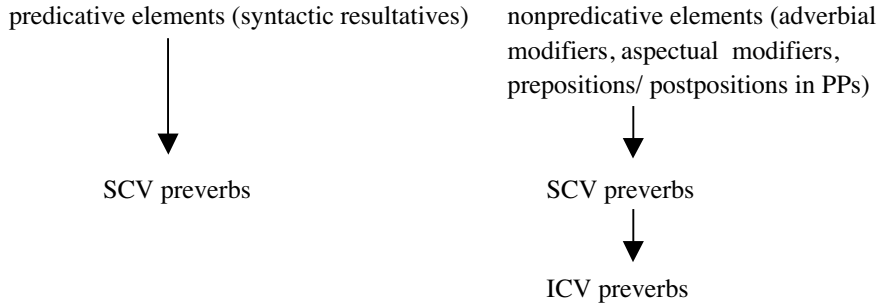 predicative elements (syntactic resultatives)
nonpredicative elements (adverbial
modifiers, aspectual modifiers,
prepositions/ postpositions in PPs)
SCV preverbs
SCV preverbs
ICV preverbs